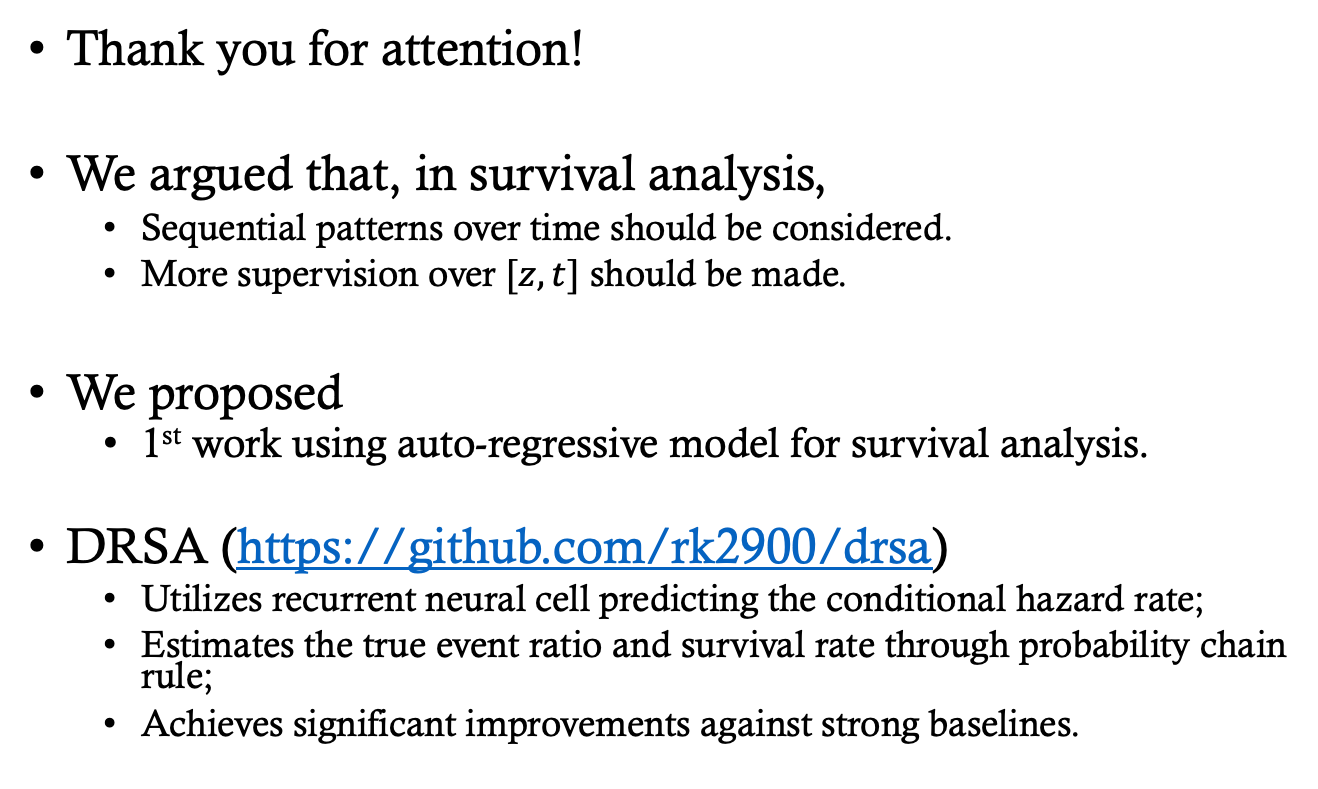 • Thank you for attention!
• We argued that, in survival analysis,
• Sequential patterns over time should be considered.
• More supervision over [z, t] should be made.
• We proposed
• 1st work using auto-regressive model for survival analysis.
• DRSA (https://github.com/rk2900/drsa)
• Utilizes recurrent neural cell predicting the conditional hazard rate;
• Estimates the true event ratio and survival rate through probability chain
rule;
• Achieves significant improvements against strong baselines.